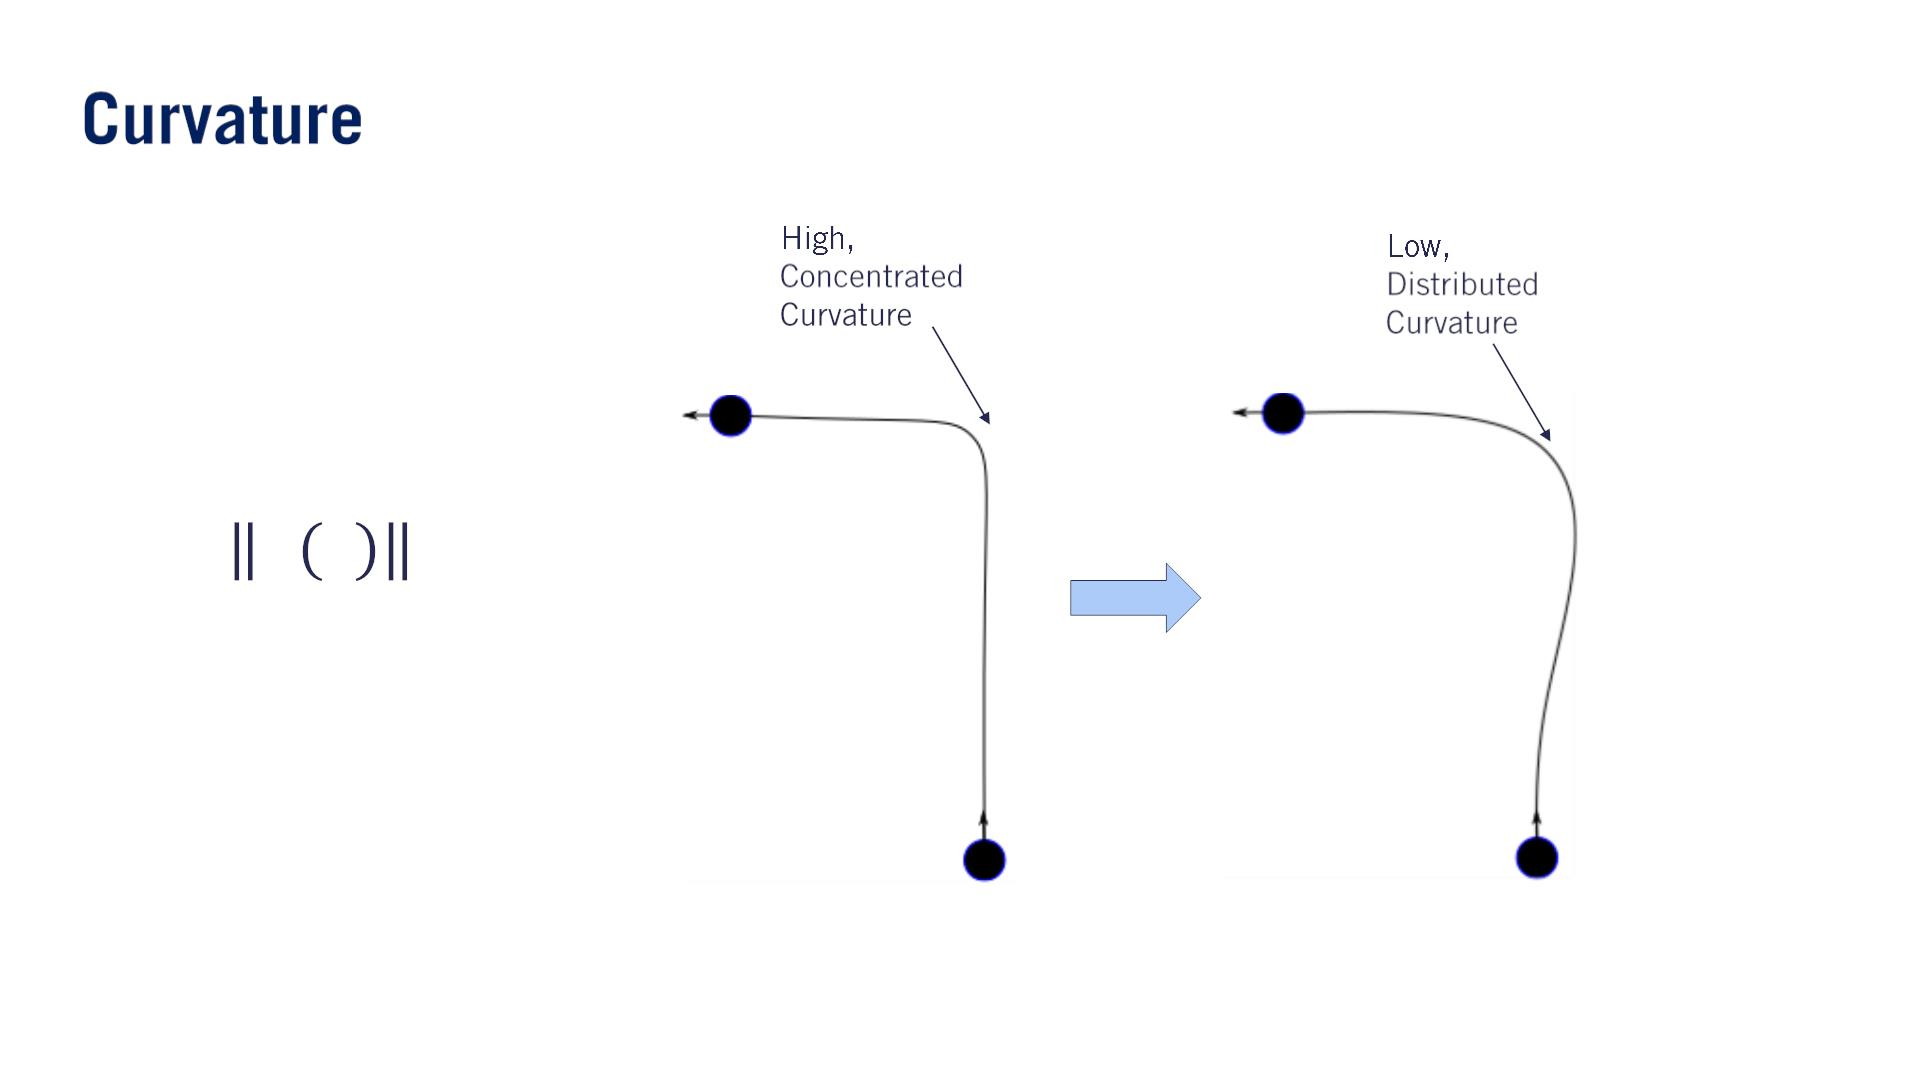 Curvature
High,
Concentrated
Curvature
Low,
Distributed
Curvature
‖ ( )‖